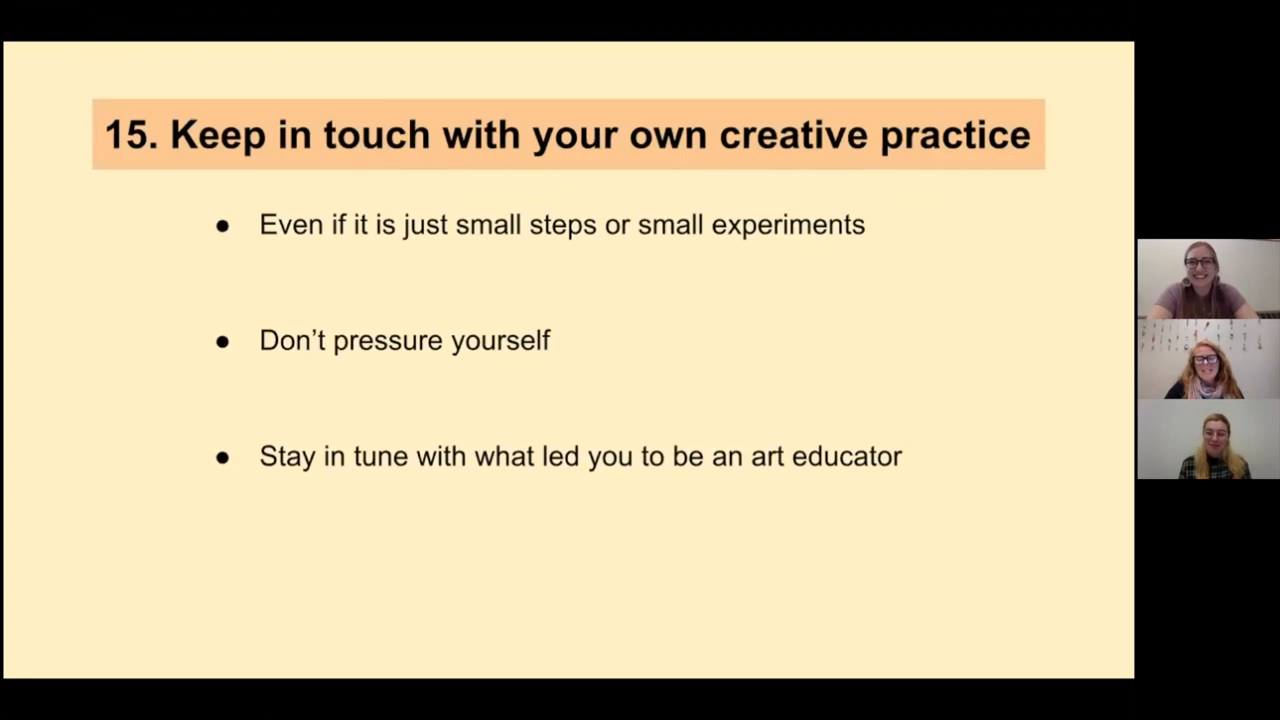 15. Keep in touch with your own creative practice
● Even if it is just small steps or small experiments
● Don’t pressure yourself
● Stay in tune with what led you to be an art educator